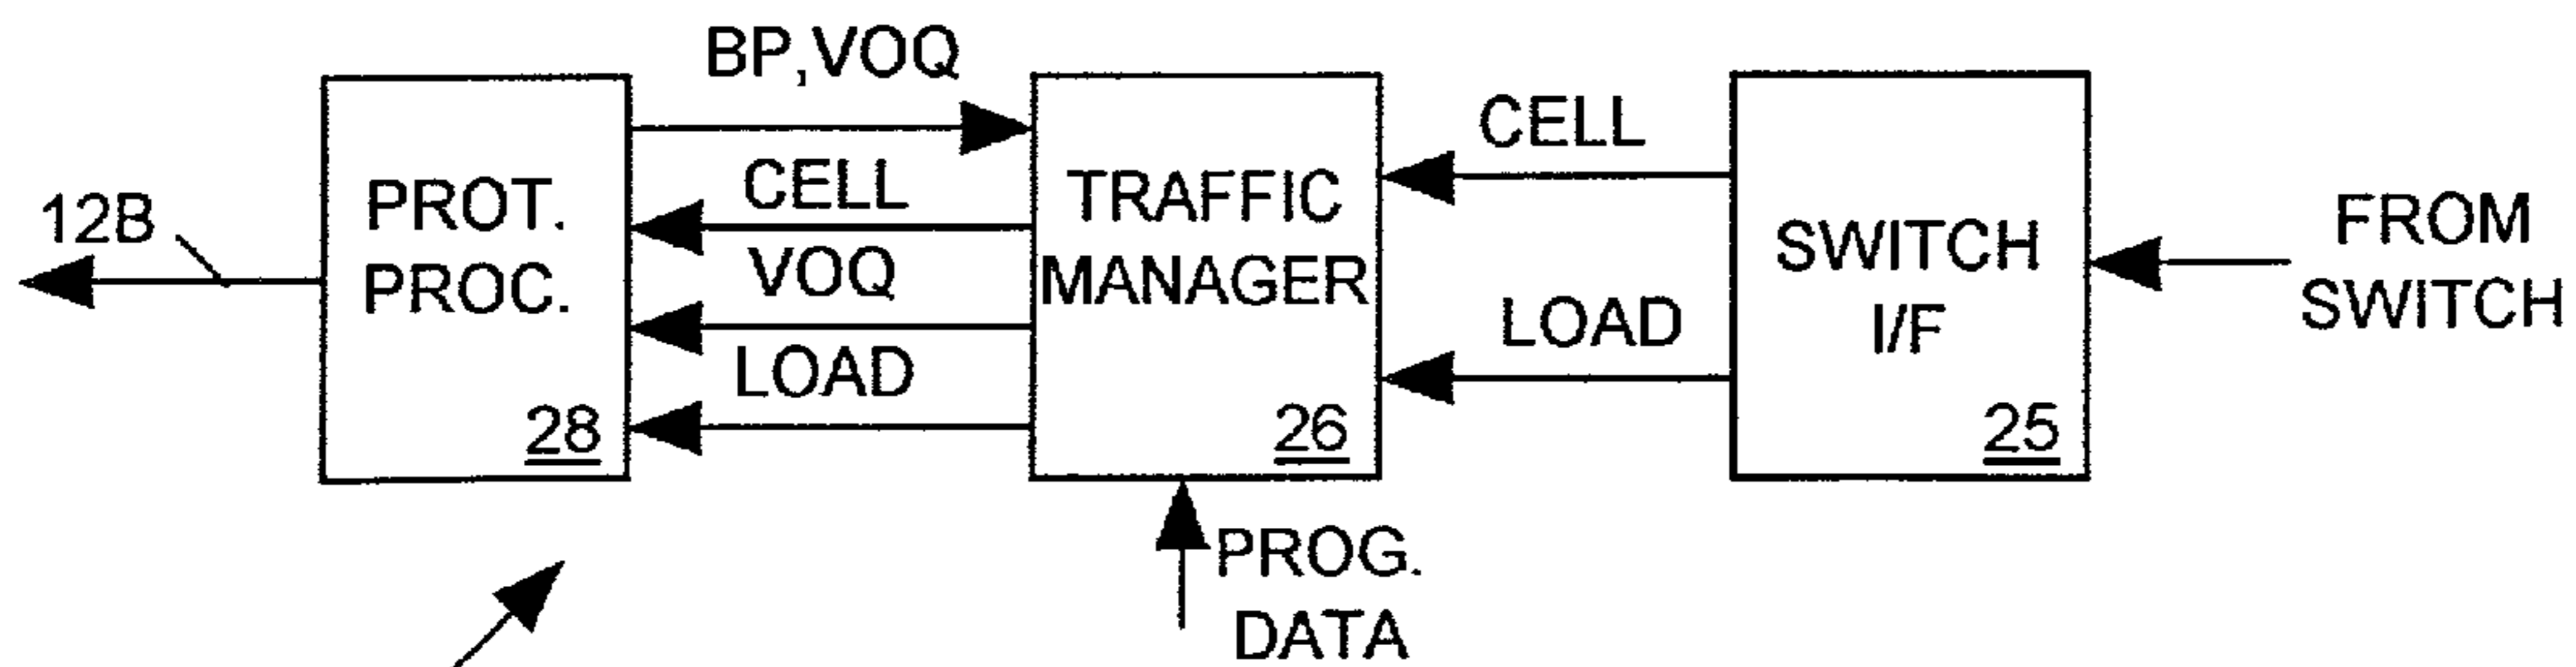 BP,VOQ
12B
PROT.
PROC.
28
CELL
VOQ
LOAD
TRAFFIC
MANAGER
26
PROG.
DATA
CELL
LOAD
SWITCH
I/F
25
FROM
SWITCH